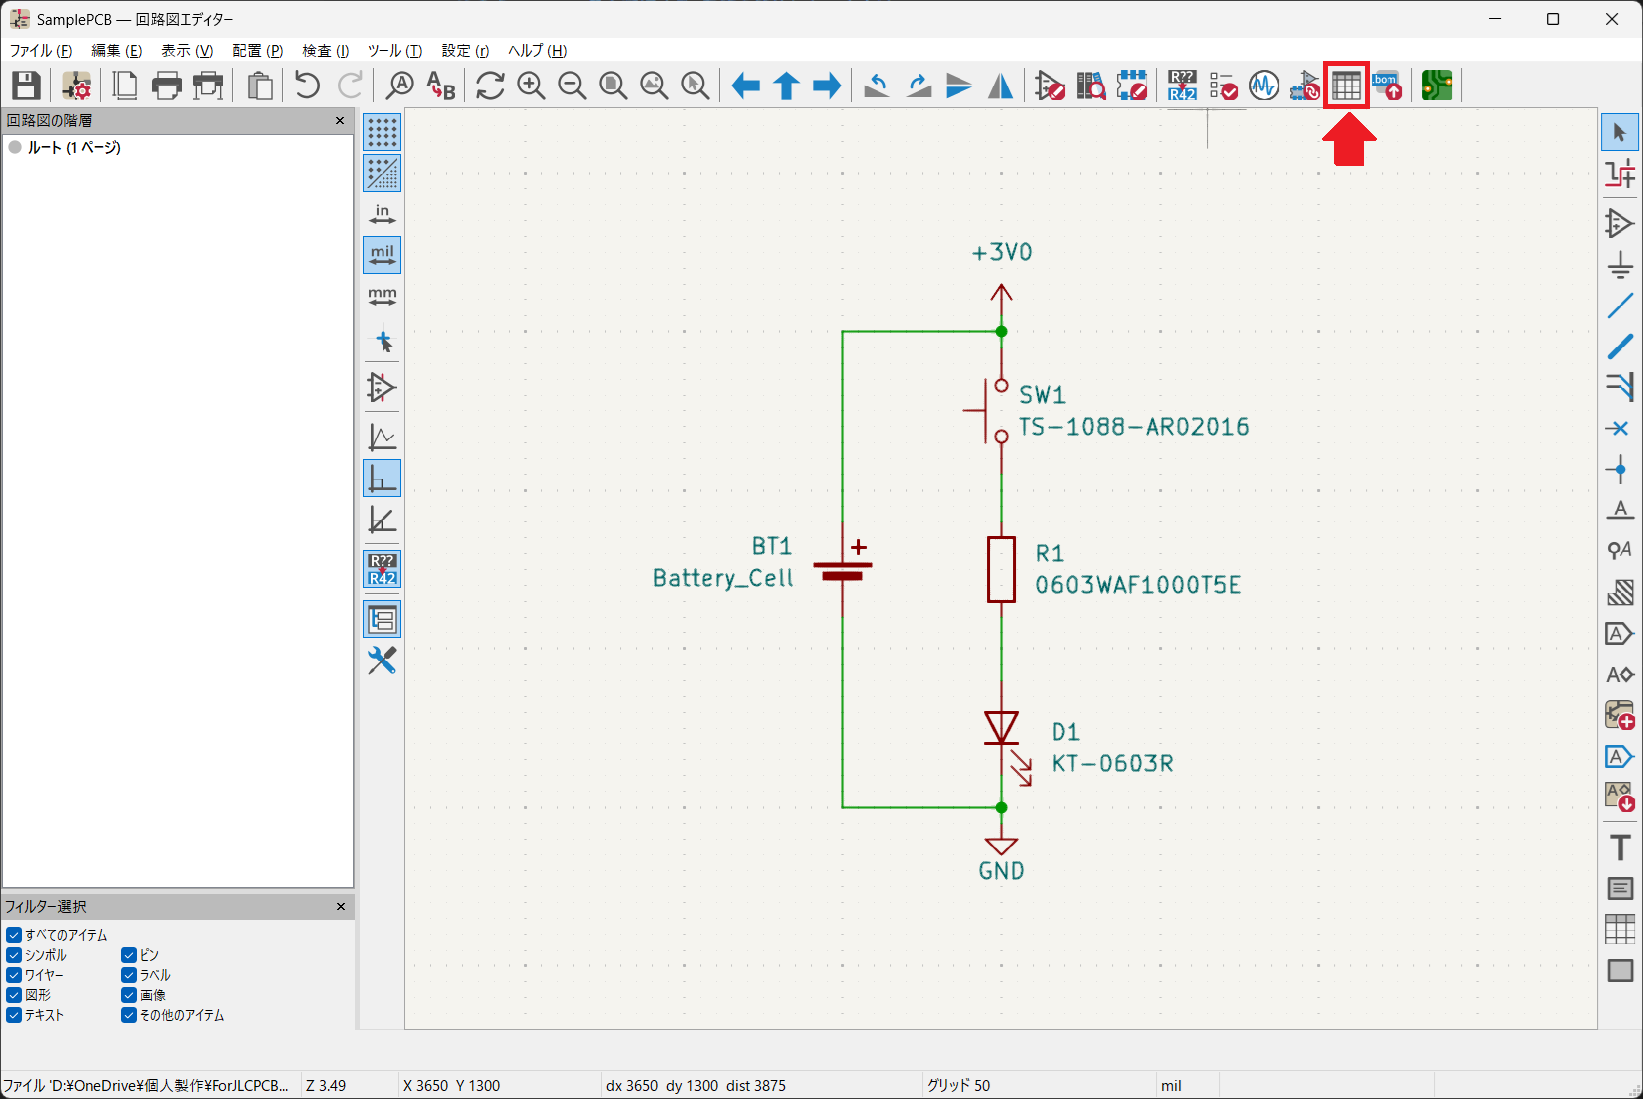 SamplePCB — 回路図エディター
ファイル (F) 編集 (E) 表示 (V) 配置 (P) 検査 (I) ツール (T) 設定 (r) ヘルプ (H)
A
A B
R??
R42
bom
回路図の階層 ×
ルート (1 ページ)
in
mil
mm
R??
R42
+3V0
SW1
TS-1088-AR02016
BT1
+
Battery_Cell
R1
0603WAF1000T5E
D1
KT-0603R
GND
A
A
A
A
A
A
T
フィルター選択 ×
すべてのアイテム
シンボル ピン
ワイヤー ラベル
図形 画像
テキスト その他のアイテム
ファイル 'D:¥OneDrive¥個人製作¥ForJLCPCB... Z 3.49 X 3650 Y 1300 dx 3650 dy 1300 dist 3875 グリッド 50 mil